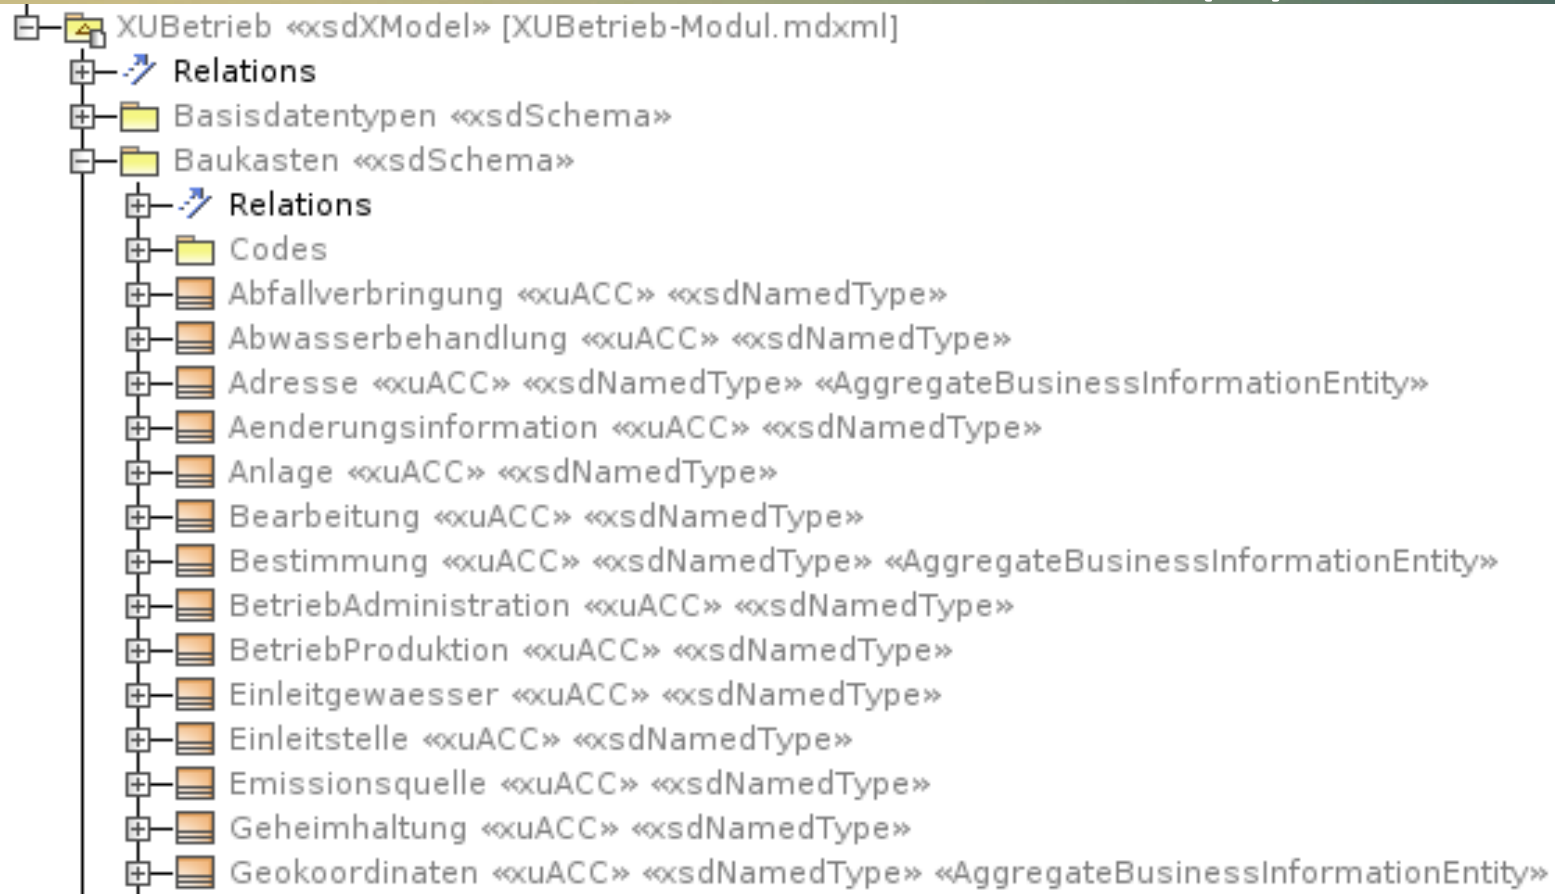 XUBetrieb «xsdXModel» [XUBetrieb-Modul.mdxml]
Relations
Basisdatentypen «xsdSchema»
Baukasten «xsdSchema»
Relations
Codes
Abfallverbringung «xuACC» «xsdNamedType»
Abwasserbehandlung «xuACC» «xsdNamedType»
Adresse «xuACC» «xsdNamedType» «AggregateBusinessInformationEntity»
Aenderungsinformation «xuACC» «xsdNamedType»
Anlage «xuACC» «xsdNamedType»
Bearbeitung «xuACC» «xsdNamedType»
Bestimmung «xuACC» «xsdNamedType» «AggregateBusinessInformationEntity»
BetriebAdministration «xuACC» «xsdNamedType»
BetriebProduktion «xuACC» «xsdNamedType»
Einleitgewaesser «xuACC» «xsdNamedType»
Einleitstelle «xuACC» «xsdNamedType»
Emissionsquelle «xuACC» «xsdNamedType»
Geheimhaltung «xuACC» «xsdNamedType»
Geokoordinaten «xuACC» «xsdNamedType» «AggregateBusinessInformationEntity»